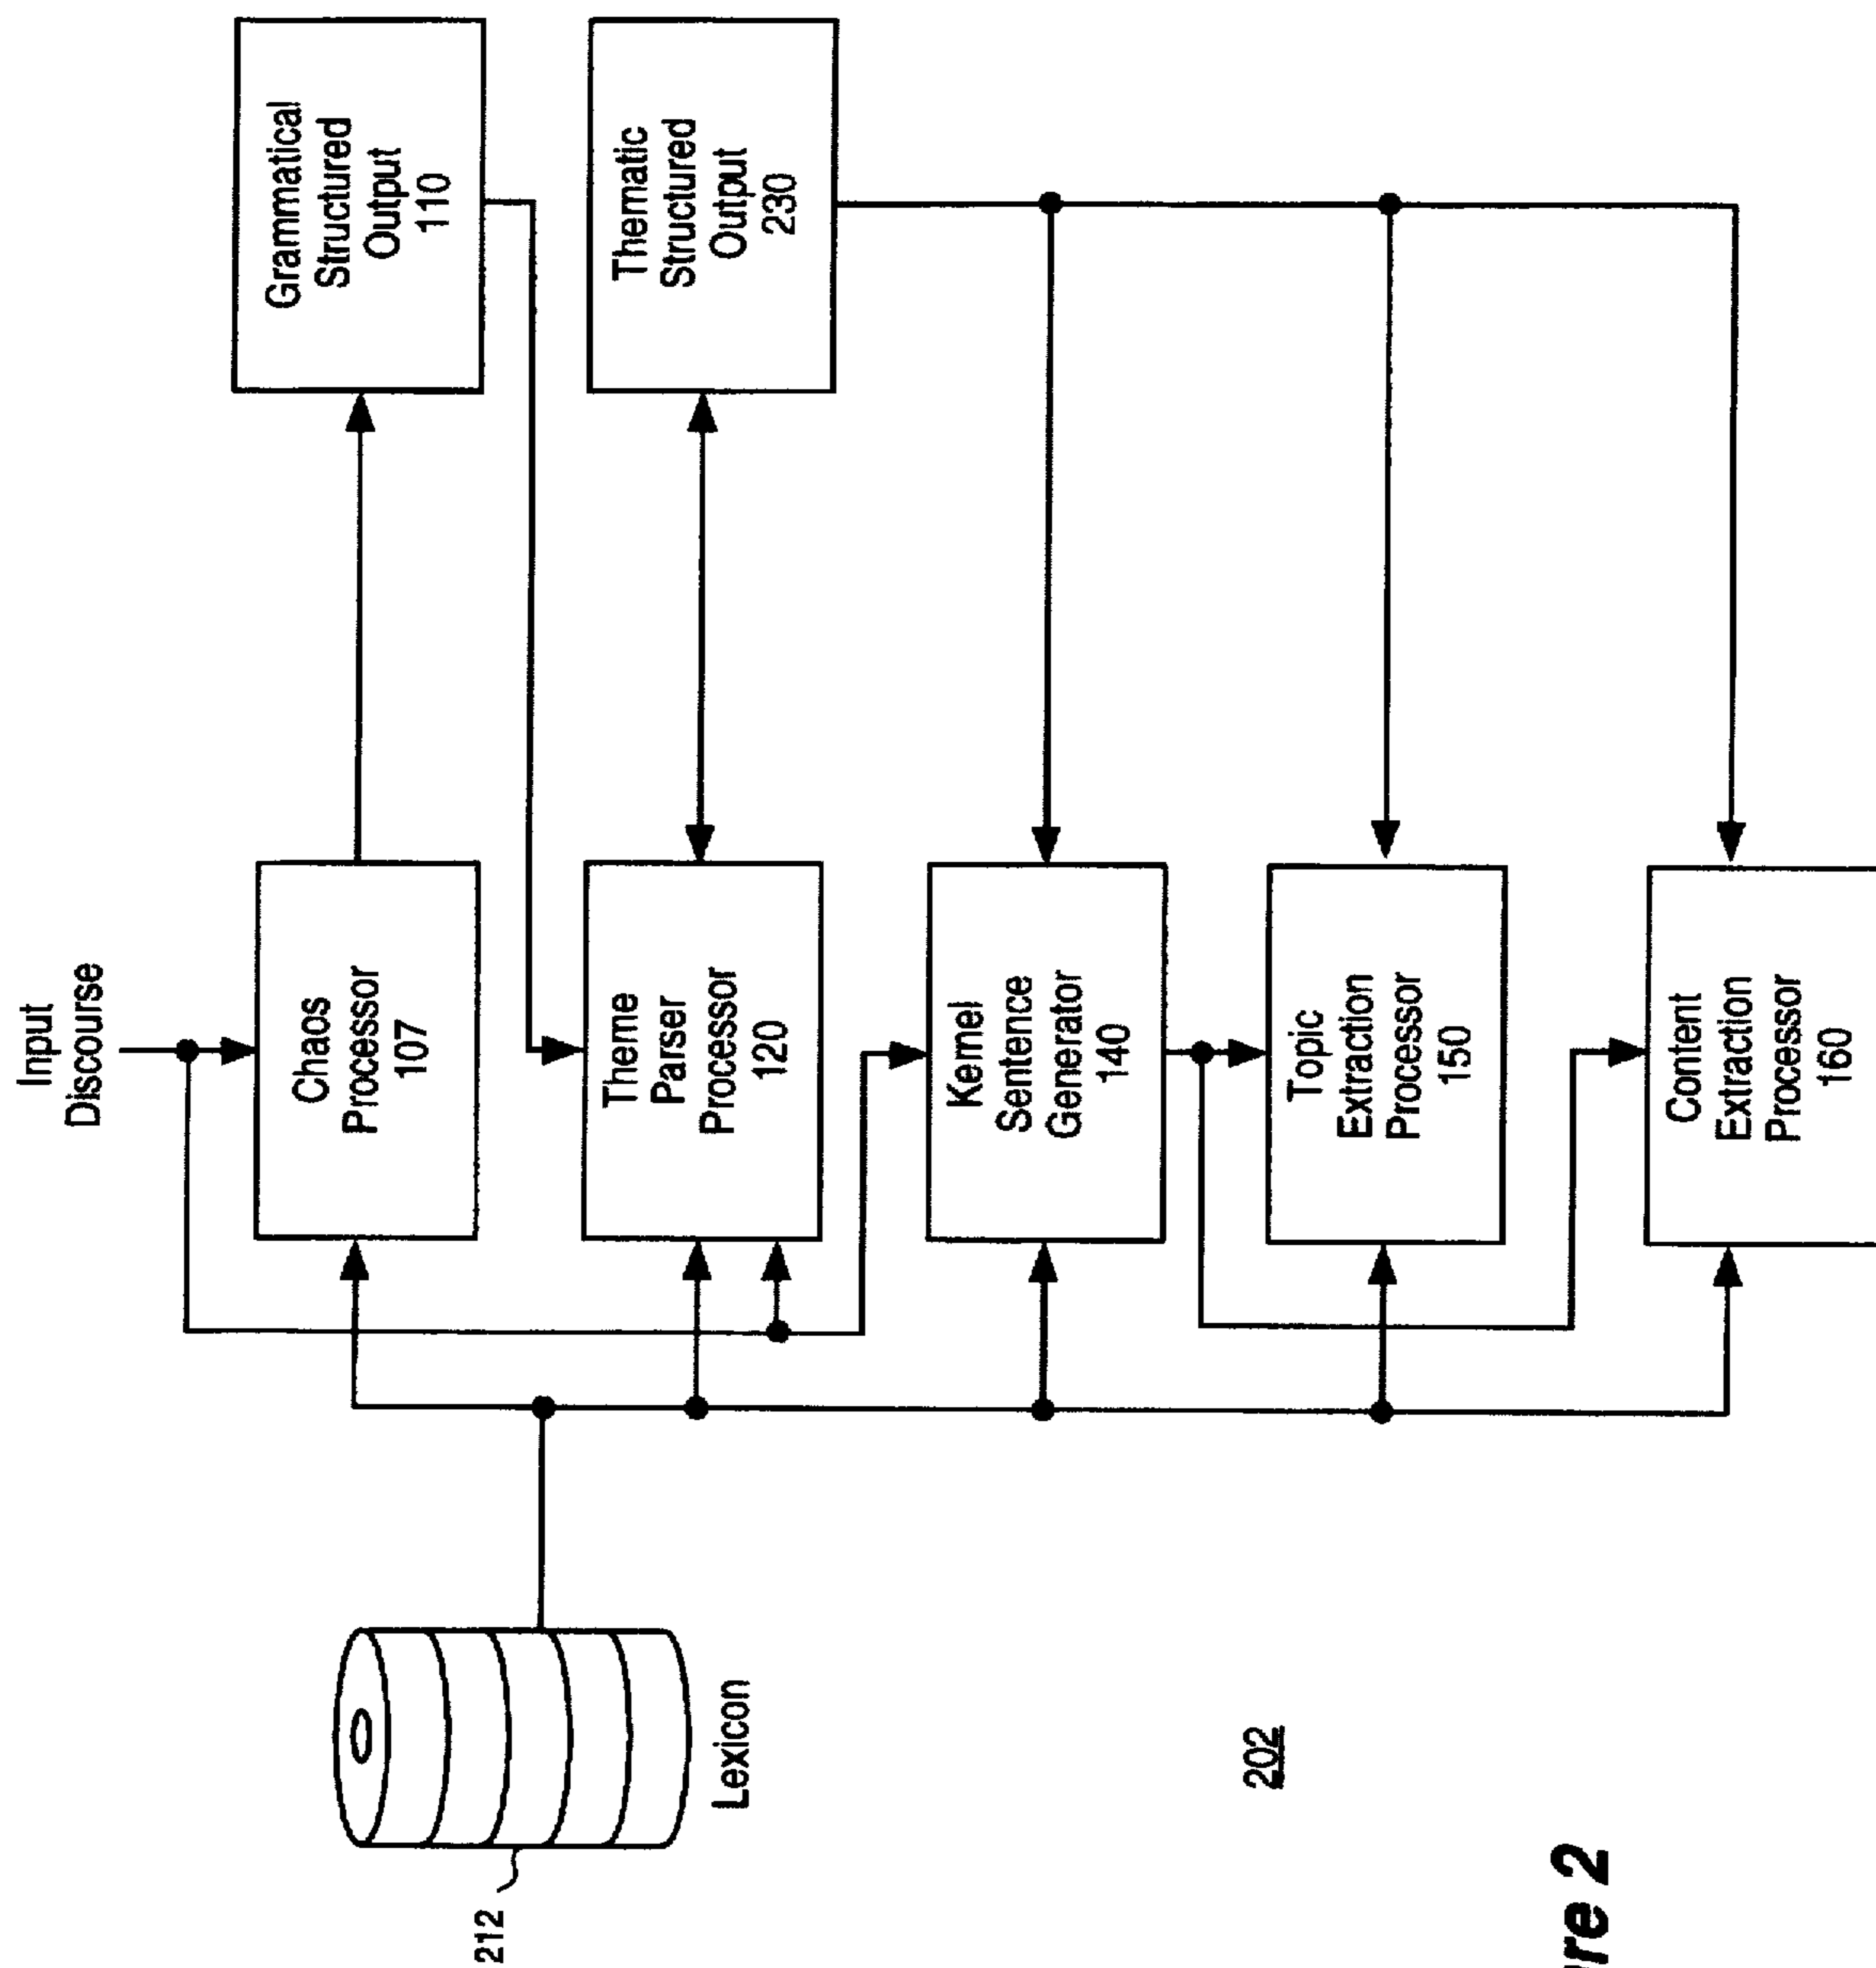 Input
Discourse
Chaos
Processor
107
Grammatical
Structured
Output
110
Theme
Parser
Processor
120
Thematic
Structured
Output
230
Kernel
Sentence
Generator
140
Topic
Extraction
Processor
150
Content
Extraction
Processor
160
212
Lexicon
202
ure 2